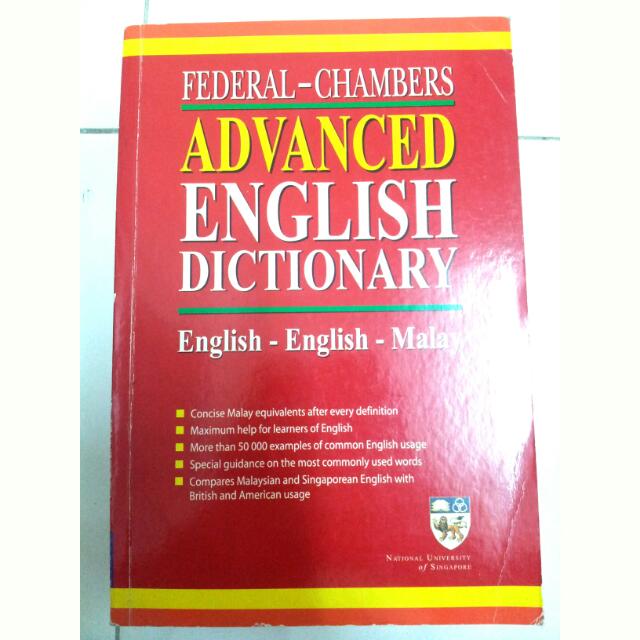 FEDERAL–CHAMBERS
ADVANCED
ENGLISH
DICTIONARY
English - English - Malay
Concise Malay equivalents after every definition
Maximum help for learners of English
More than 50 000 examples of common English usage
Special guidance on the most commonly used words
Compares Malaysian and Singaporean English with
British and American usage
NATIONAL UNIVERSITY
of SINGAPORE